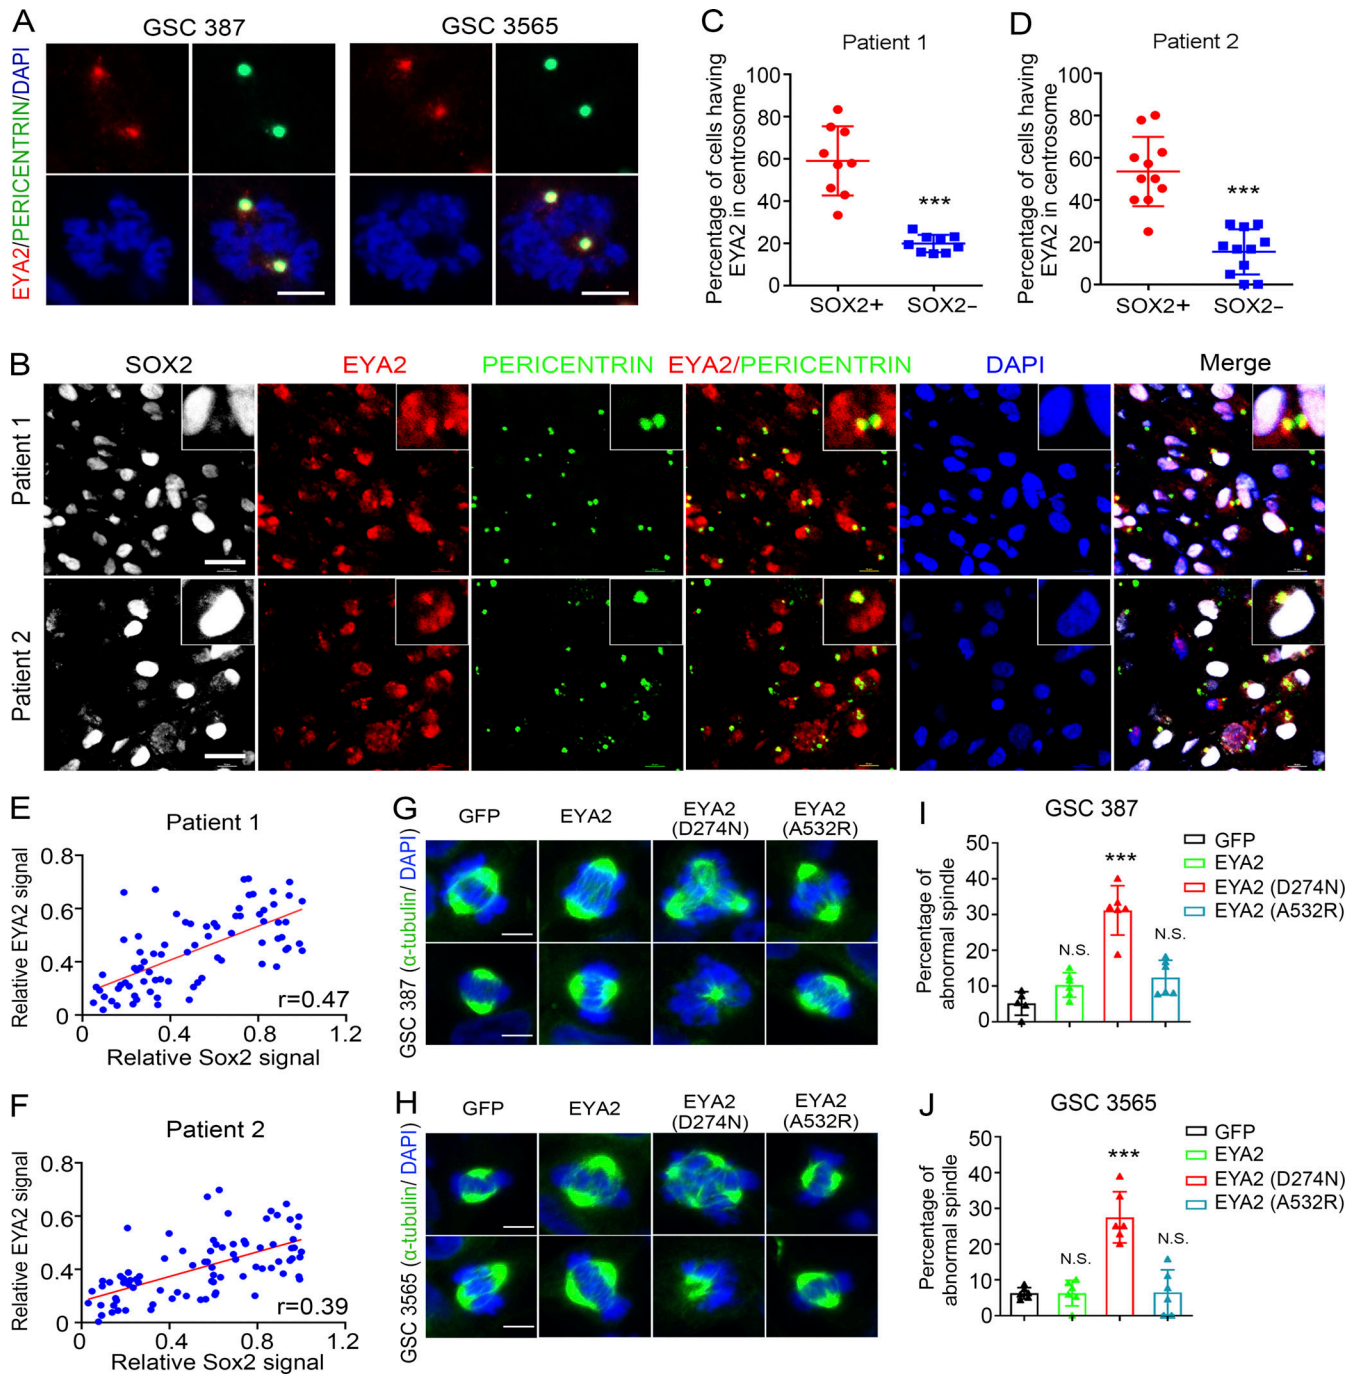 A
GSC 387
GSC 3565
EYA2/PERICENTRIN/DAPI
C
Patient 1
Percentage of cells having
EYA2 in centrosome
100
80
60
40
20
0
***
SOX2+
SOX2−
D
Patient 2
Percentage of cells having
EYA2 in centrosome
100
80
60
40
20
0
***
SOX2+
SOX2−
B
SOX2
EYA2
PERICENTRIN
EYA2/PERICENTRIN
DAPI
Merge
Patient 1
Patient 2
E
Patient 1
Relative EYA2 signal
0.8
0.6
0.4
0
r=0.47
0
0.4
0.8
1.2
Relative Sox2 signal
F
Patient 2
Relative EYA2 signal
0.8
0.6
0.4
0
r=0.39
0
0.4
0.8
1.2
Relative Sox2 signal
G
GFP
EYA2
EYA2
(D274N)
EYA2
(A532R)
GSC 387 (α-tubulin/ DAPI)
H
GFP
EYA2
EYA2
(D274N)
EYA2
(A532R)
GSC 3565 (α-tubulin/ DAPI)
I
GSC 387
Percentage of
abnormal spindle
50
40
30
20
10
0
N.S.
***
N.S.
GFP
EYA2
EYA2 (D274N)
EYA2 (A532R)
J
GSC 3565
Percentage of
abnormal spindle
50
40
30
20
10
0
N.S.
***
N.S.
GFP
EYA2
EYA2 (D274N)
EYA2 (A532R)